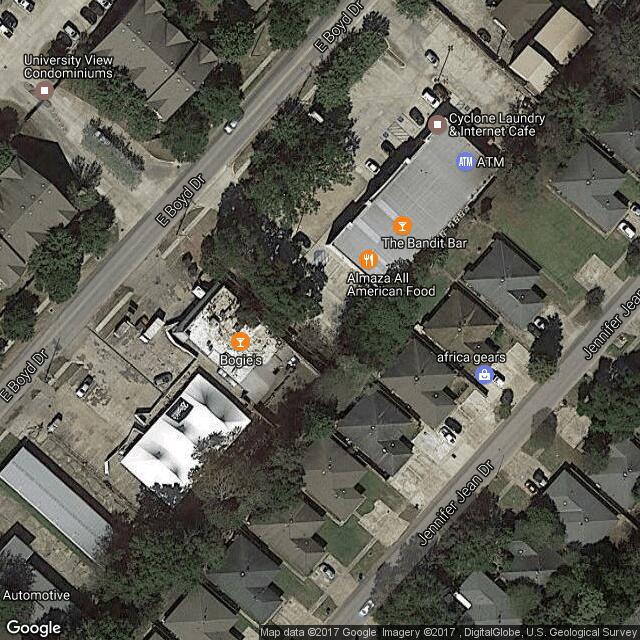 E Boyd Dr
University View
Condominiums
Cyclone Laundry
& Internet Cafe
ATM
ATM
E Boyd Dr
The Bandit Bar
Almaza All
American Food
Jennifer Jean
africa gears
Bogie's
E Boyd Dr
Jennifer Jean Dr
Automotive
Google
Map data ©2017 Google Imagery ©2017 , DigitalGlobe, U.S. Geological Survey